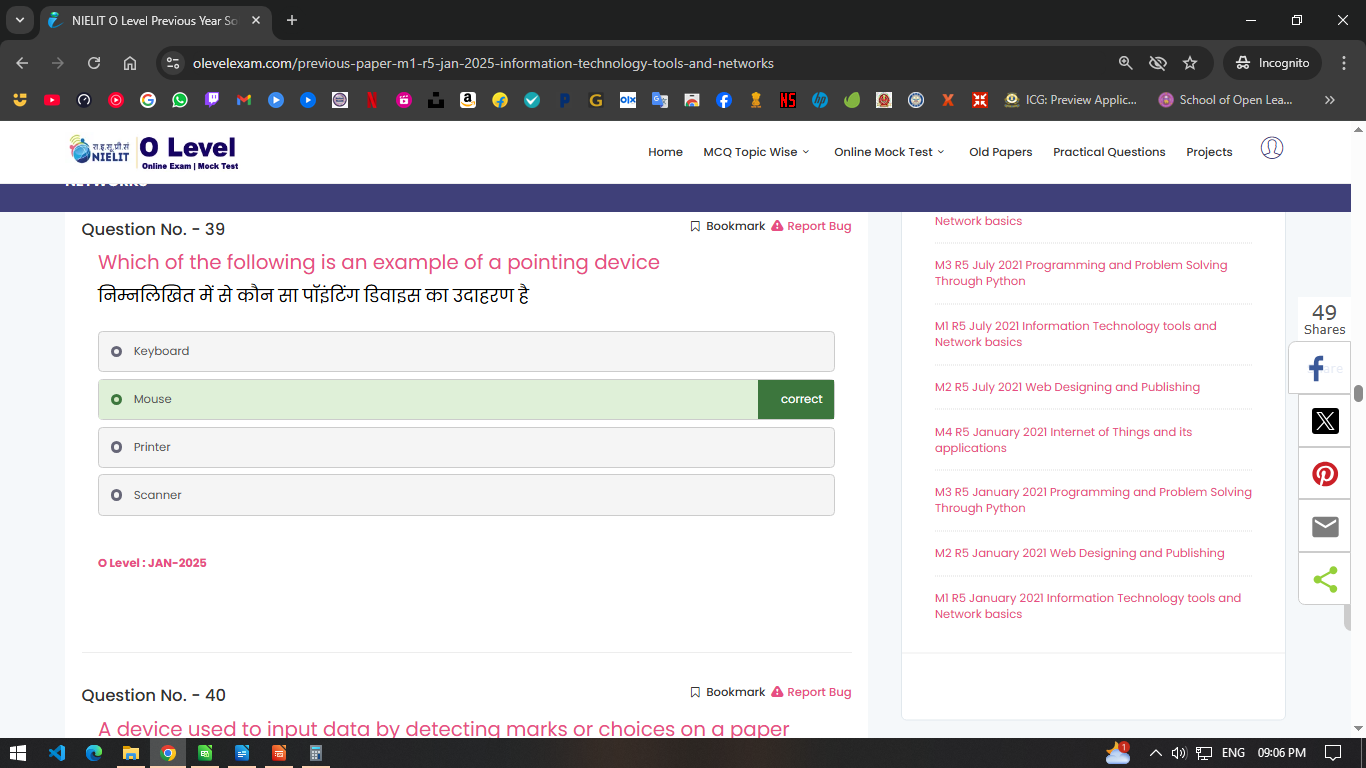 NIELIT O Level Previous Year So
olevelexam.com/previous-paper-m1-r5-jan-2025-information-technology-tools-and-networks
Incognito
ICG: Preview Applic...
School of Open Lea...
NIELIT
O Level
Online Exam | Mock Test
Home
MCQ Topic Wise
Online Mock Test
Old Papers
Practical Questions
Projects
NETWORKS
Question No. - 39
Bookmark
Report Bug
Which of the following is an example of a pointing device
निम्नलिखित में से कौन सा पॉइंटिंग डिवाइस का उदाहरण है
Keyboard
Mouse
correct
Printer
Scanner
O Level : JAN-2025
Question No. - 40
Bookmark
Report Bug
A device used to input data by detecting marks or choices on a paper
Network basics
M3 R5 July 2021 Programming and Problem Solving
Through Python
M1 R5 July 2021 Information Technology tools and
Network basics
M2 R5 July 2021 Web Designing and Publishing
M4 R5 January 2021 Internet of Things and its
applications
M3 R5 January 2021 Programming and Problem Solving
Through Python
M2 R5 January 2021 Web Designing and Publishing
M1 R5 January 2021 Information Technology tools and
Network basics
49
Shares
ENG
09:06 PM